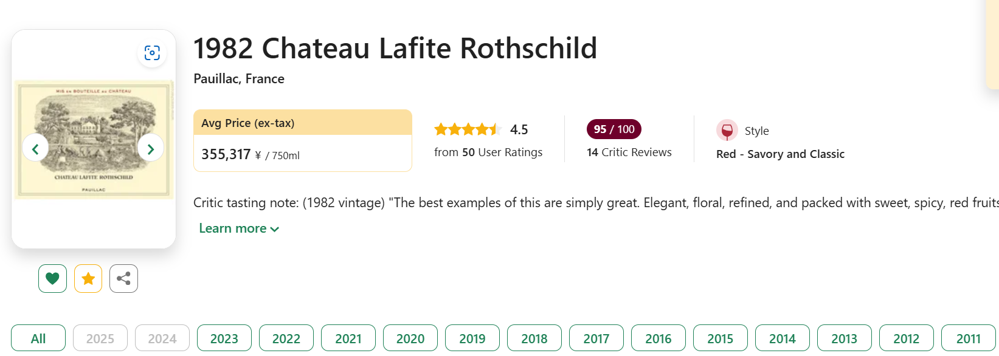 1982 Chateau Lafite Rothschild
Pauillac, France
MIS EN BOUTEILLE AU CHÂTEAU
CHATEAU LAFITE ROTHSCHILD
PAUILLAC
Avg Price (ex-tax)
355,317 ¥ / 750ml
4.5
from 50 User Ratings
95 / 100
14 Critic Reviews
Style
Red - Savory and Classic
Critic tasting note: (1982 vintage) "The best examples of this are simply great. Elegant, floral, refined, and packed with sweet, spicy, red fruits
Learn more
All 2025 2024 2023 2022 2021 2020 2019 2018 2017 2016 2015 2014 2013 2012 2011